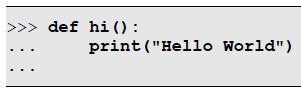 >>> def hi():
...     print("Hello World")
...